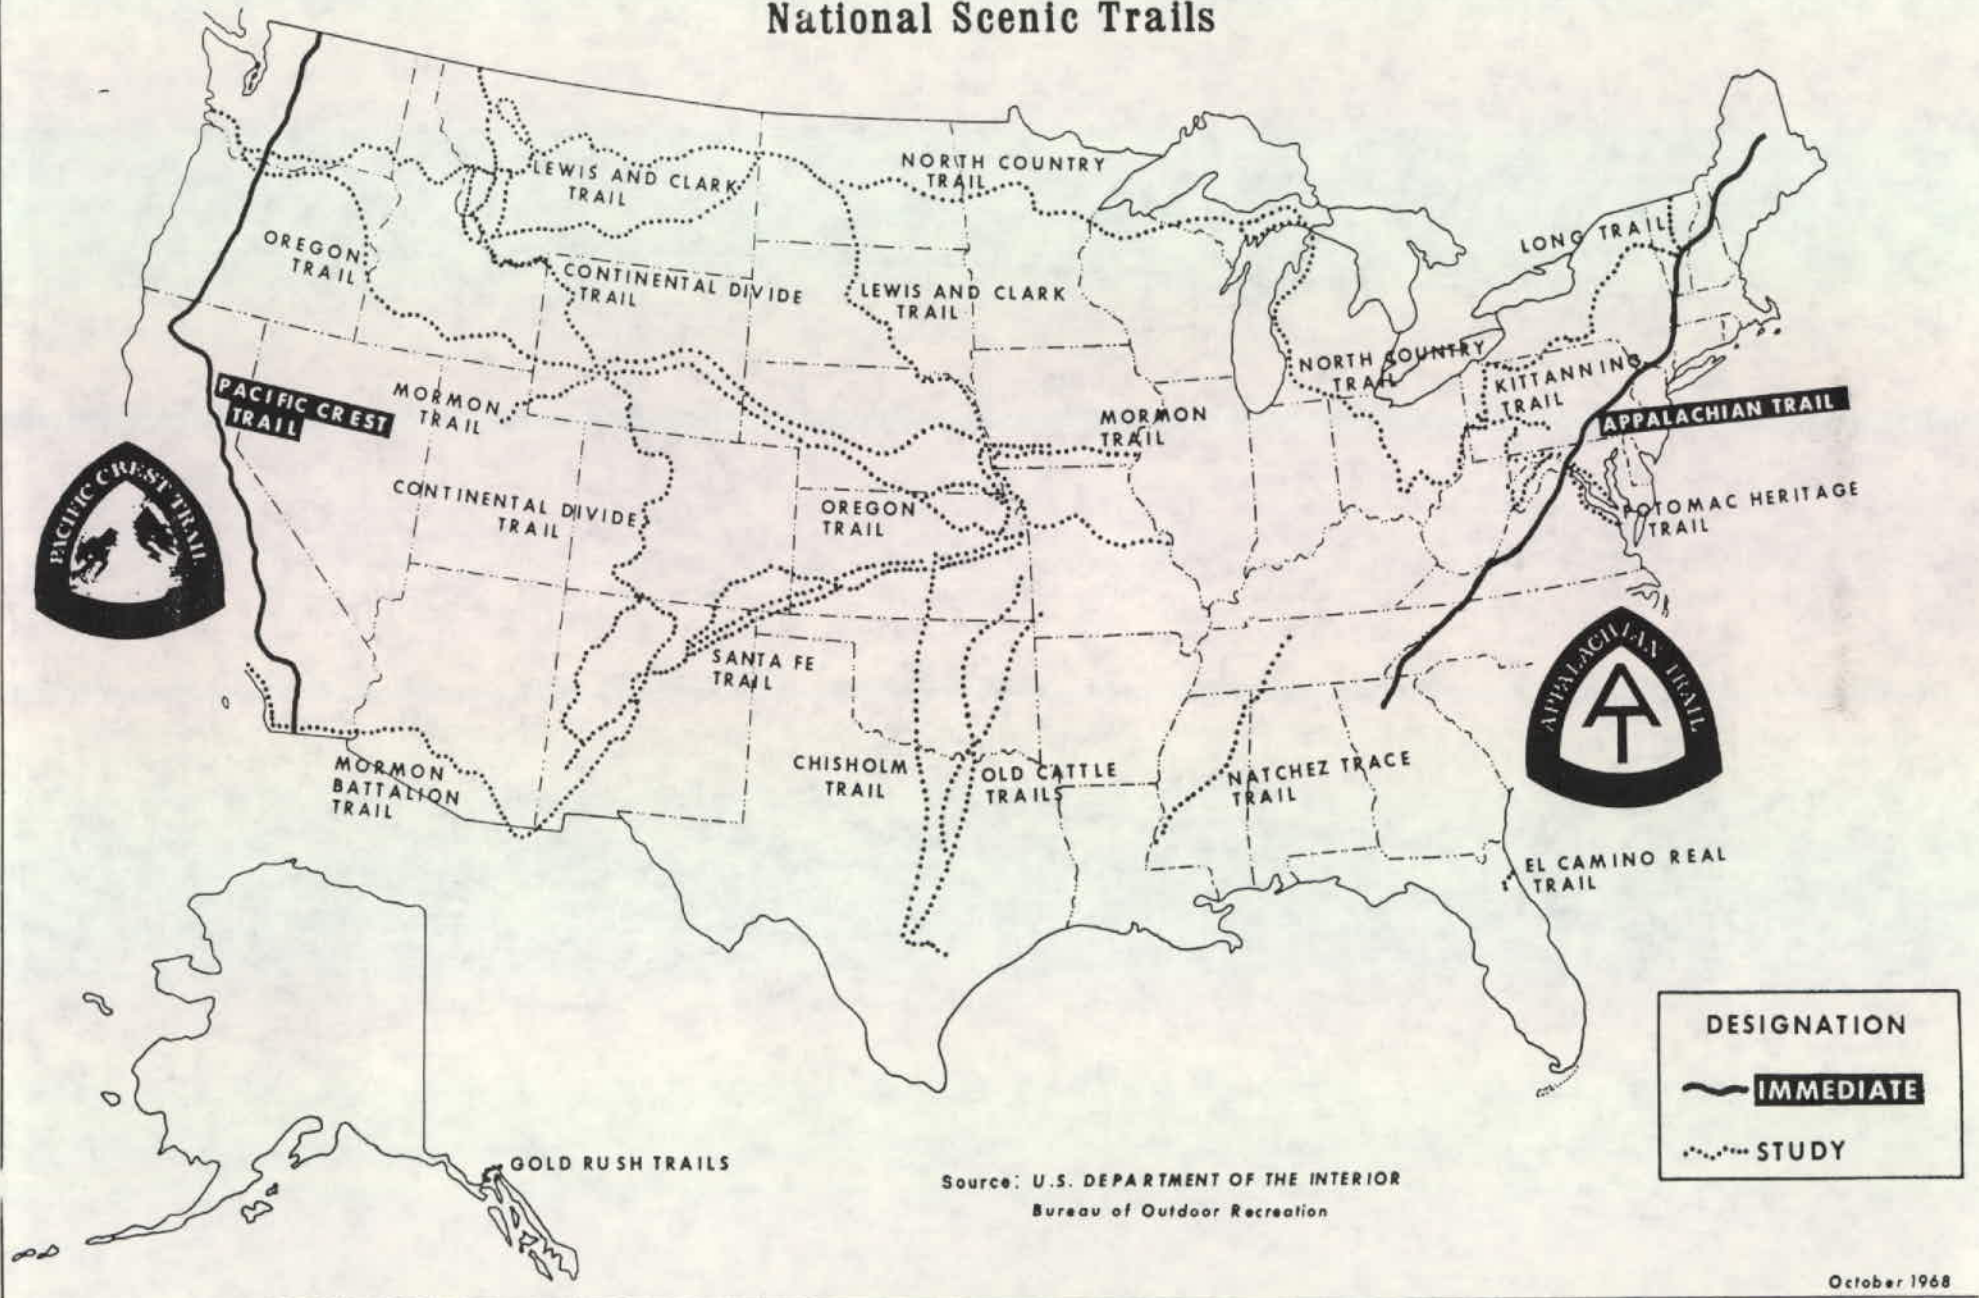 National Scenic Trails
NORTH COUNTRY
TRAIL
LEWIS AND CLARK
TRAIL
LONG TRAIL
OREGON
TRAIL
CONTINENTAL DIVIDE
TRAIL
LEWIS AND CLARK
TRAIL
NORTH COUNTRY
TRAIL
KITTANNING
TRAIL
PACIFIC CREST
TRAIL
MORMON
TRAIL
MORMON
TRAIL
APPALACHIAN TRAIL
PACIFIC CREST TRAIL
CONTINENTAL DIVIDE
TRAIL
OREGON
TRAIL
POTOMAC HERITAGE
TRAIL
SANTA FE
TRAIL
APPALACHIAN TRAIL
AT
MORMON
BATTALION
TRAIL
CHISHOLM
TRAIL
OLD CATTLE
TRAILS
NATCHEZ TRACE
TRAIL
EL CAMINO REAL
TRAIL
DESIGNATION
IMMEDIATE
STUDY
GOLD RUSH TRAILS
Source: U.S. DEPARTMENT OF THE INTERIOR
Bureau of Outdoor Recreation
October 1968